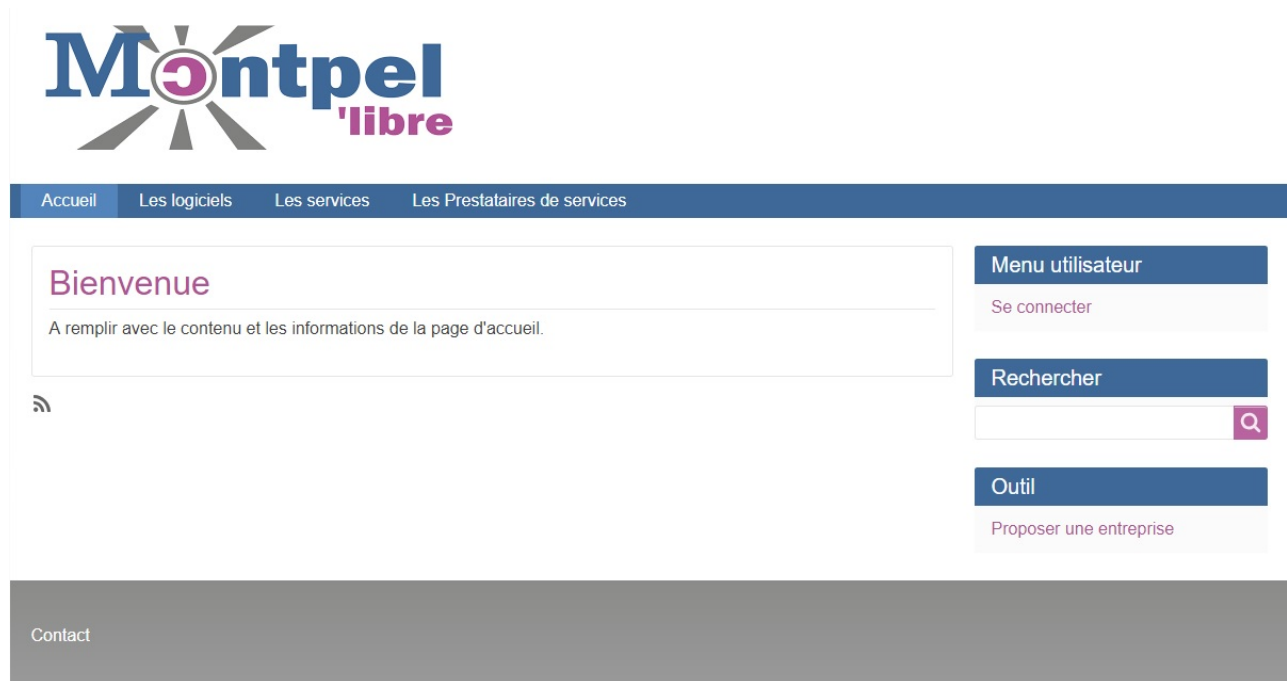 Montpel
'libre
Accueil Les logiciels Les services Les Prestataires de services
Bienvenue
A remplir avec le contenu et les informations de la page d'accueil.
Menu utilisateur
Se connecter
Rechercher
Outil
Proposer une entreprise
Contact